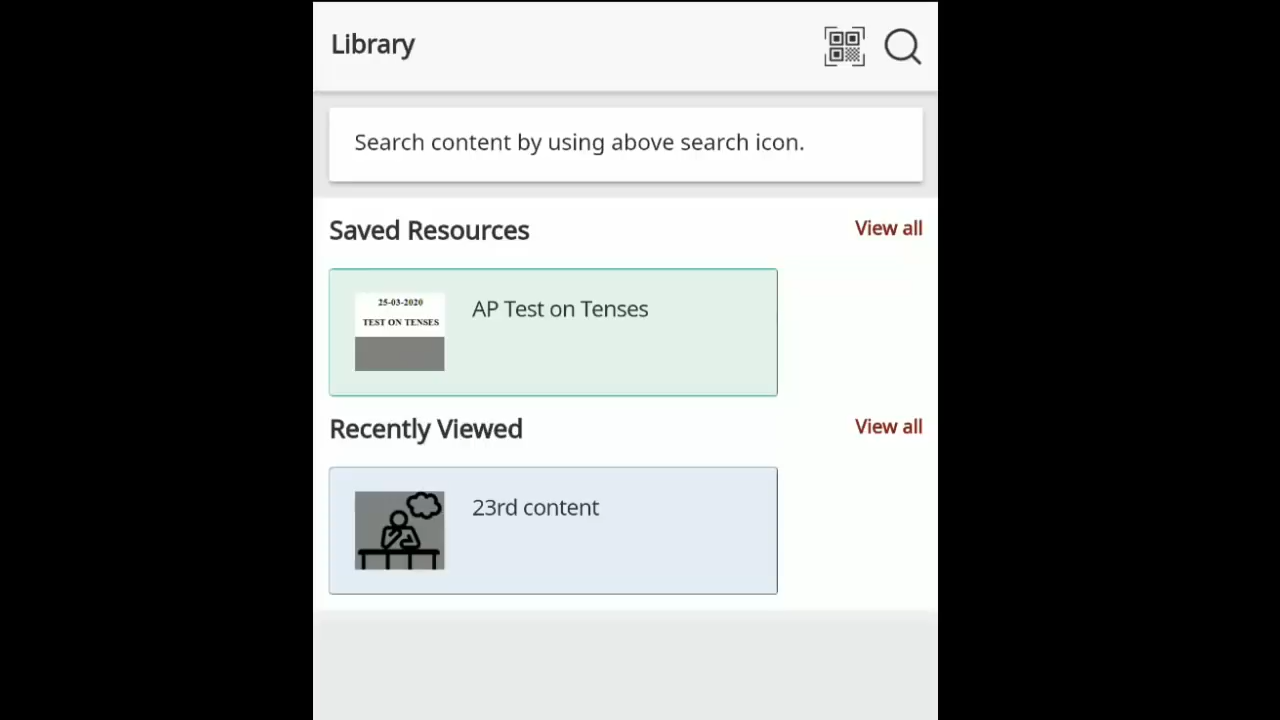 Library
Search content by using above search icon.
Saved Resources
View all
25-03-2020
TEST ON TENSES
AP Test on Tenses
Recently Viewed
View all
23rd content